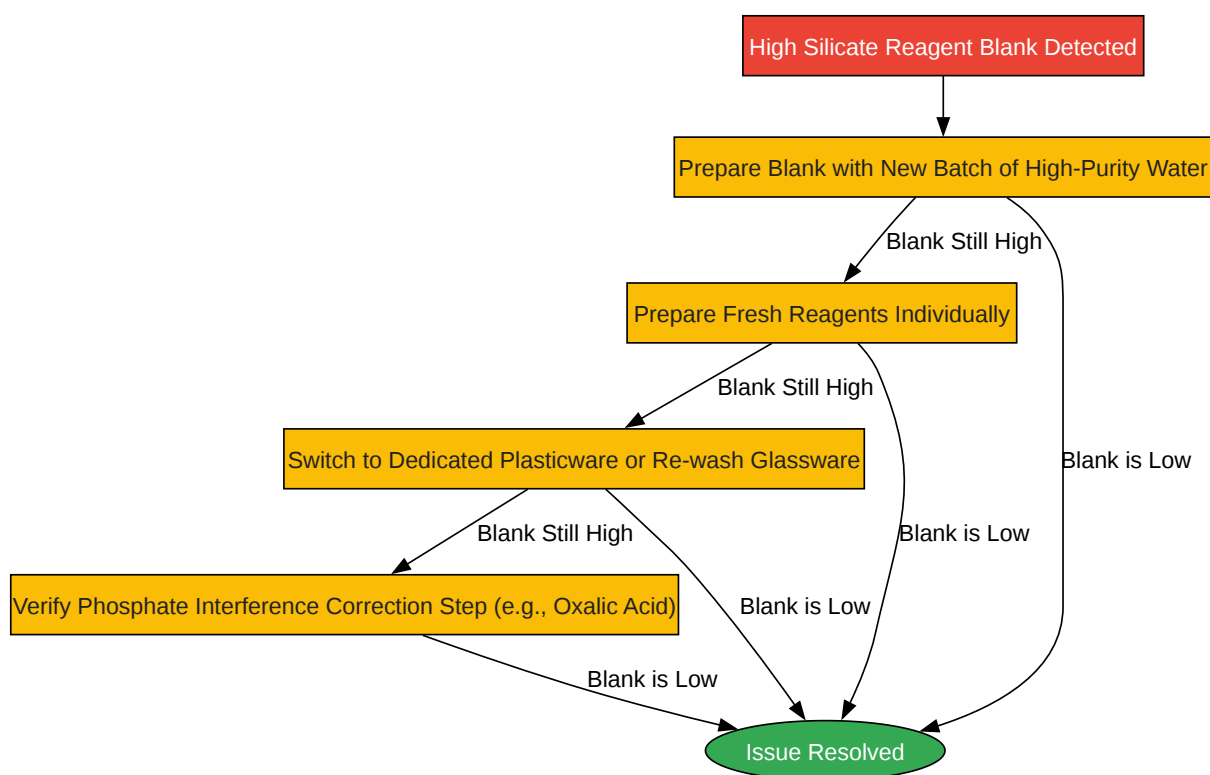 High Silicate Reagent Blank Detected
Prepare Blank with New Batch of High-Purity Water
Blank Still High
Prepare Fresh Reagents Individually
Blank Still High
Switch to Dedicated Plasticware or Re-wash Glassware
Blank is Low
Blank Still High
Blank is Low
Verify Phosphate Interference Correction Step (e.g., Oxalic Acid)
Blank is Low
Blank is Low
Issue Resolved